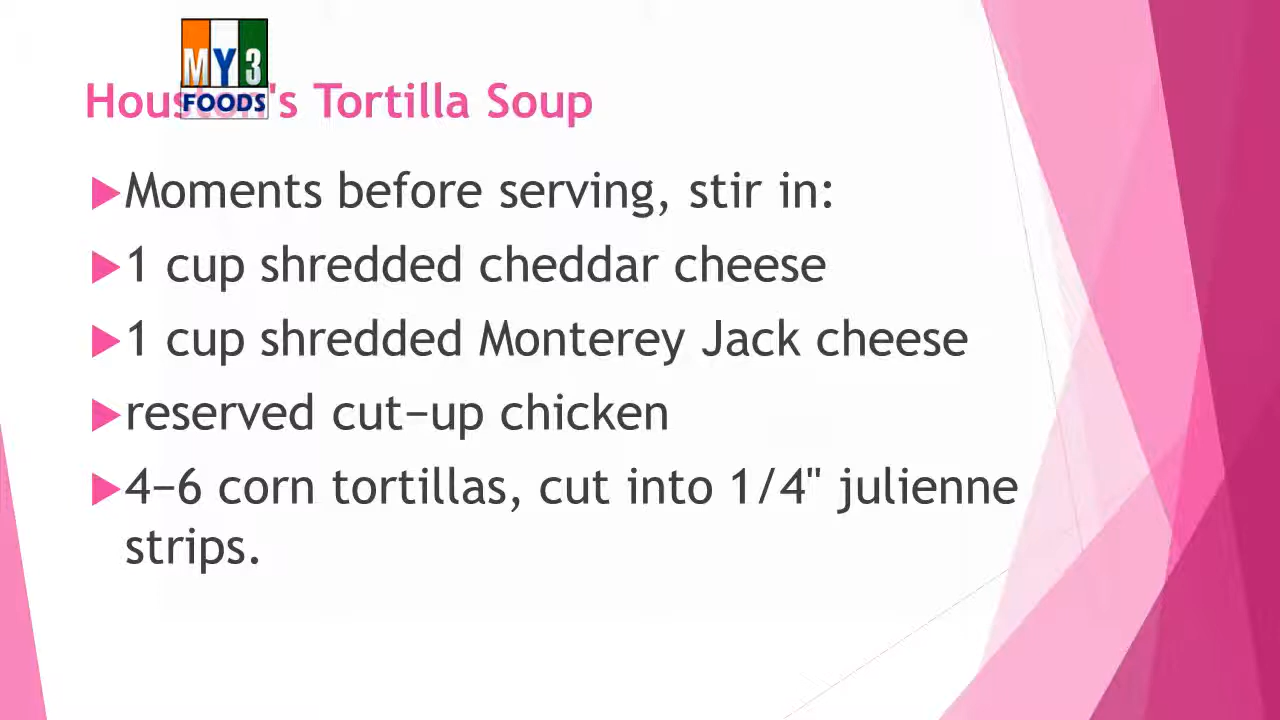 MY3
FOODS
Houston's Tortilla Soup
Moments before serving, stir in:
1 cup shredded cheddar cheese
1 cup shredded Monterey Jack cheese
reserved cut−up chicken
4−6 corn tortillas, cut into 1/4" julienne
strips.